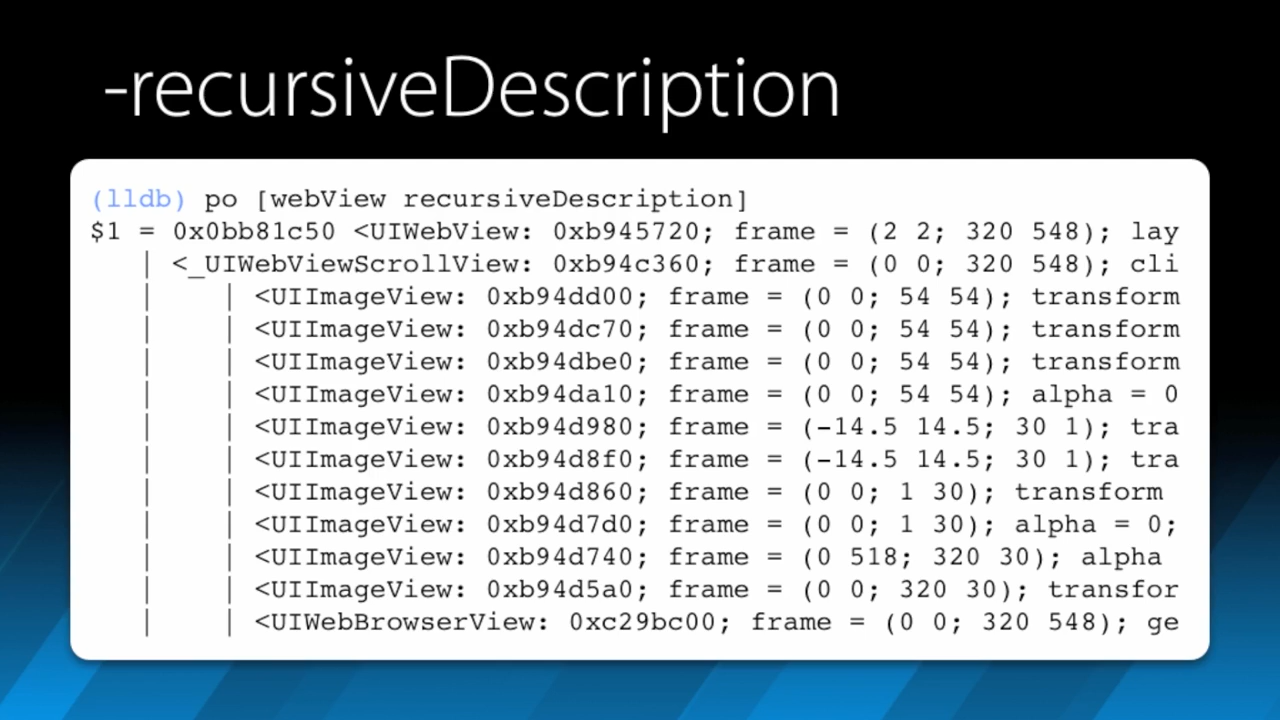 -recursiveDescription
(lldb) po [webView recursiveDescription]
$1 = 0x0bb81c50 <UIWebView: 0xb945720; frame = (2 2; 320 548); lay
| <_UIWebViewScrollView: 0xb94c360; frame = (0 0; 320 548); cli
| | <UIImageView: 0xb94dd00; frame = (0 0; 54 54); transform
| | <UIImageView: 0xb94dc70; frame = (0 0; 54 54); transform
| | <UIImageView: 0xb94dbe0; frame = (0 0; 54 54); transform
| | <UIImageView: 0xb94da10; frame = (0 0; 54 54); alpha = 0
| | <UIImageView: 0xb94d980; frame = (-14.5 14.5; 30 1); tra
| | <UIImageView: 0xb94d8f0; frame = (-14.5 14.5; 30 1); tra
| | <UIImageView: 0xb94d860; frame = (0 0; 1 30); transform
| | <UIImageView: 0xb94d7d0; frame = (0 0; 1 30); alpha = 0;
| | <UIImageView: 0xb94d740; frame = (0 518; 320 30); alpha
| | <UIImageView: 0xb94d5a0; frame = (0 0; 320 30); transfor
| | <UIWebBrowserView: 0xc29bc00; frame = (0 0; 320 548); ge